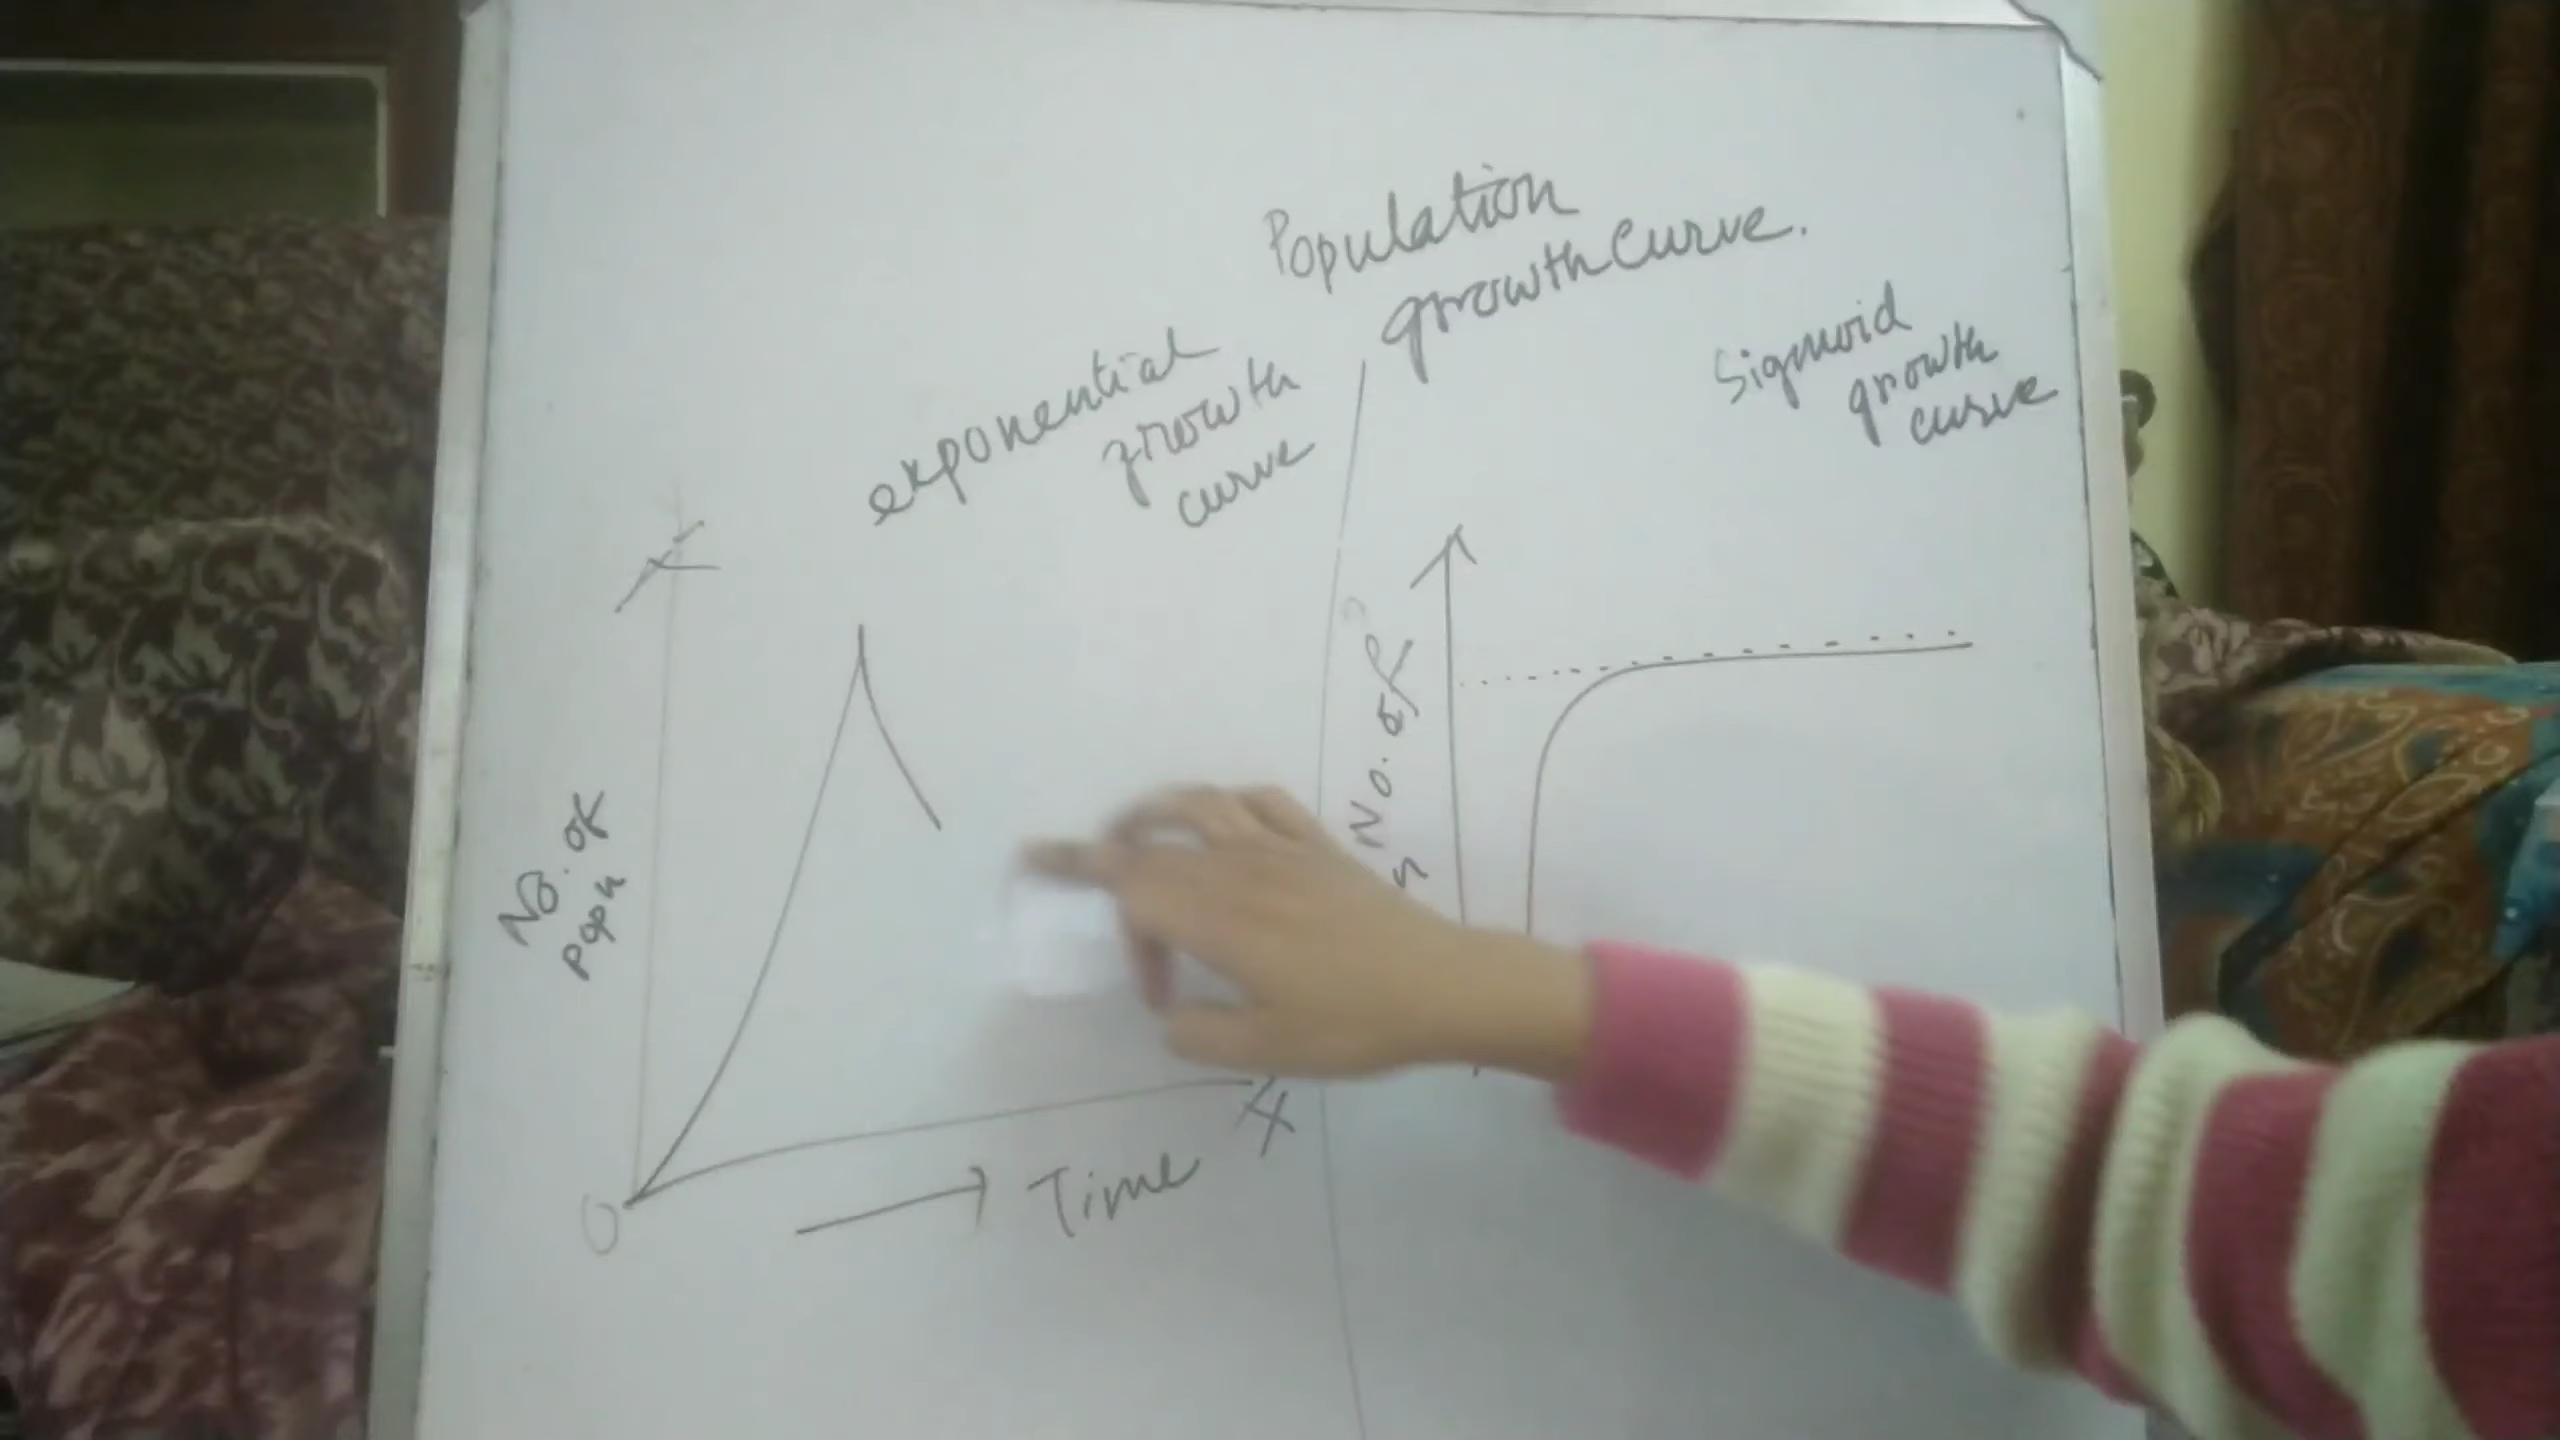 Population
growth Curve.
exponential
growth
curve
Sigmoid
growth
curve
No. of
popn
O
Time
No. of
n